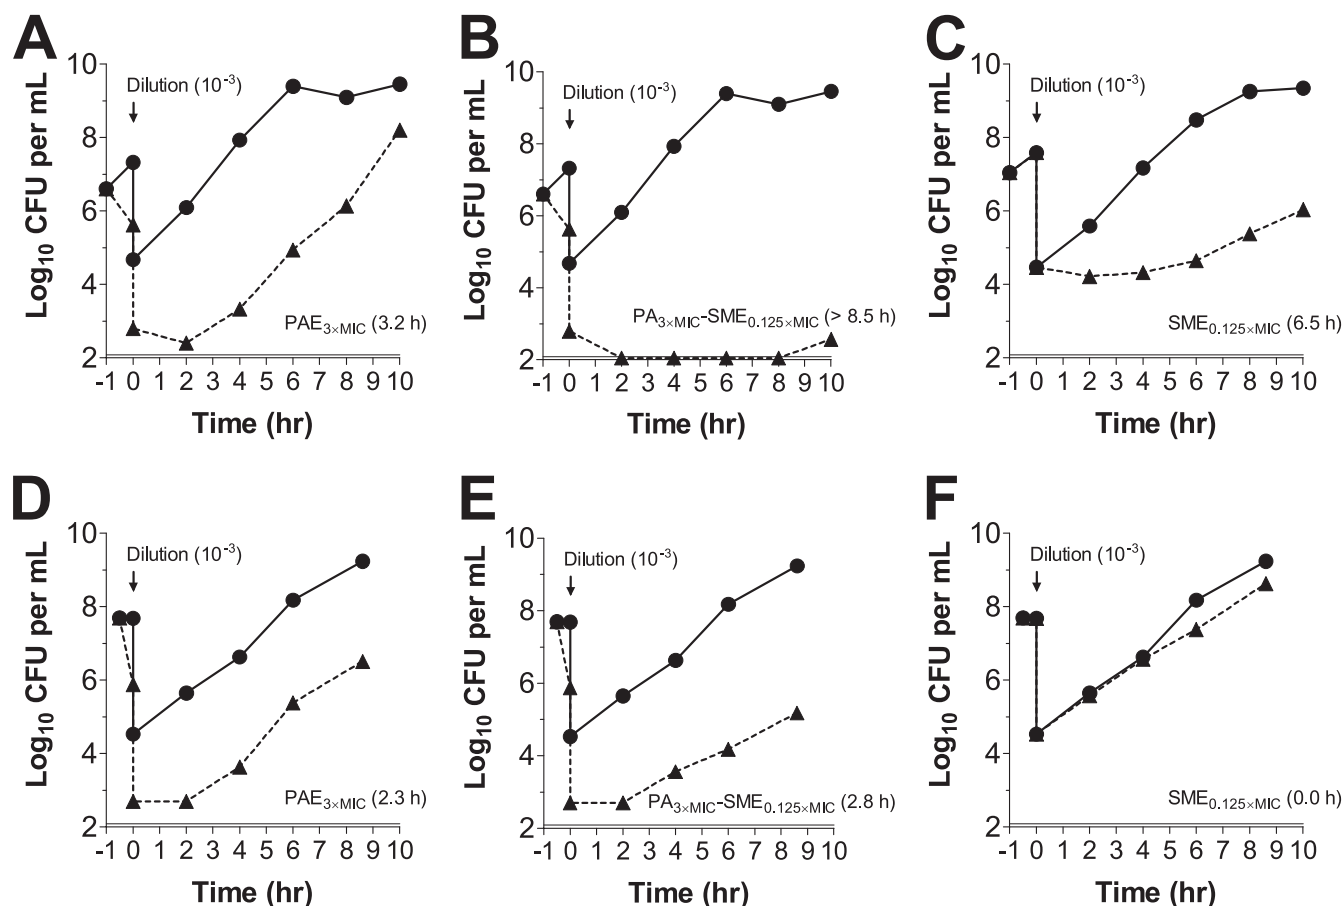 A
Log10 CFU per mL
10
8
6
4
2
Dilution (10-3)
PAE3×MIC (3.2 h)
-1 0 1 2 3 4 5 6 7 8 9 10
Time (hr)
B
Log10 CFU per mL
10
8
6
4
2
Dilution (10-3)
PA3×MIC-SME0.125×MIC (> 8.5 h)
-1 0 1 2 3 4 5 6 7 8 9 10
Time (hr)
C
Log10 CFU per mL
10
8
6
4
2
Dilution (10-3)
SME0.125×MIC (6.5 h)
-1 0 1 2 3 4 5 6 7 8 9 10
Time (hr)
D
Log10 CFU per mL
10
8
6
4
2
Dilution (10-3)
PAE3×MIC (2.3 h)
-1 0 1 2 3 4 5 6 7 8 9 10
Time (hr)
E
Log10 CFU per mL
10
8
6
4
2
Dilution (10-3)
PA3×MIC-SME0.125×MIC (2.8 h)
-1 0 1 2 3 4 5 6 7 8 9 10
Time (hr)
F
Log10 CFU per mL
10
8
6
4
2
Dilution (10-3)
SME0.125×MIC (0.0 h)
-1 0 1 2 3 4 5 6 7 8 9 10
Time (hr)